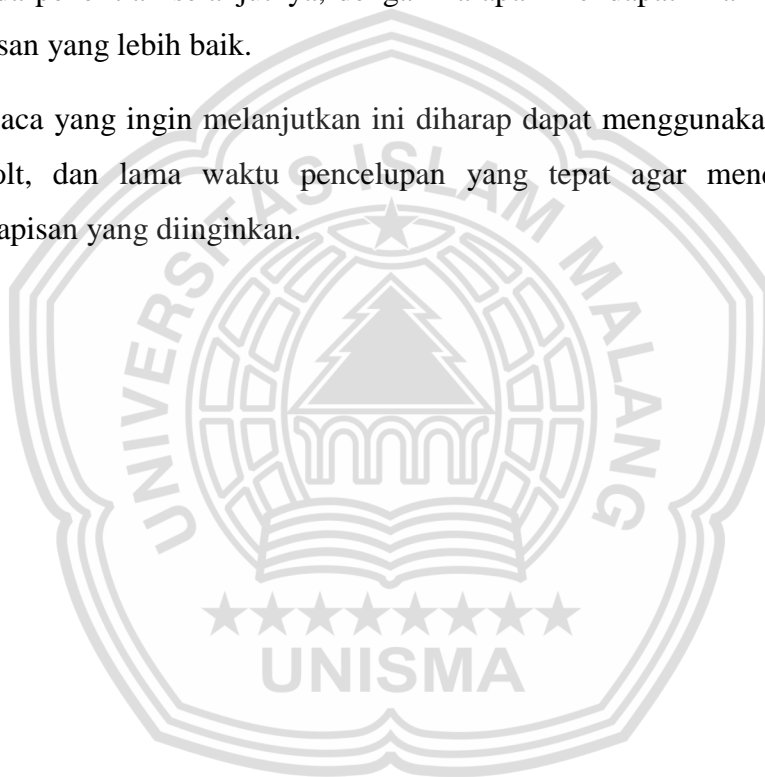 san yang lebih baik.
aca yang ingin melanjutkan ini diharap dapat menggunaka
olt, dan lama waktu pencelupan yang tepat agar
apisan yang diinginkan.
UNIVERSITAS ISLAM MALANG
UNISMA